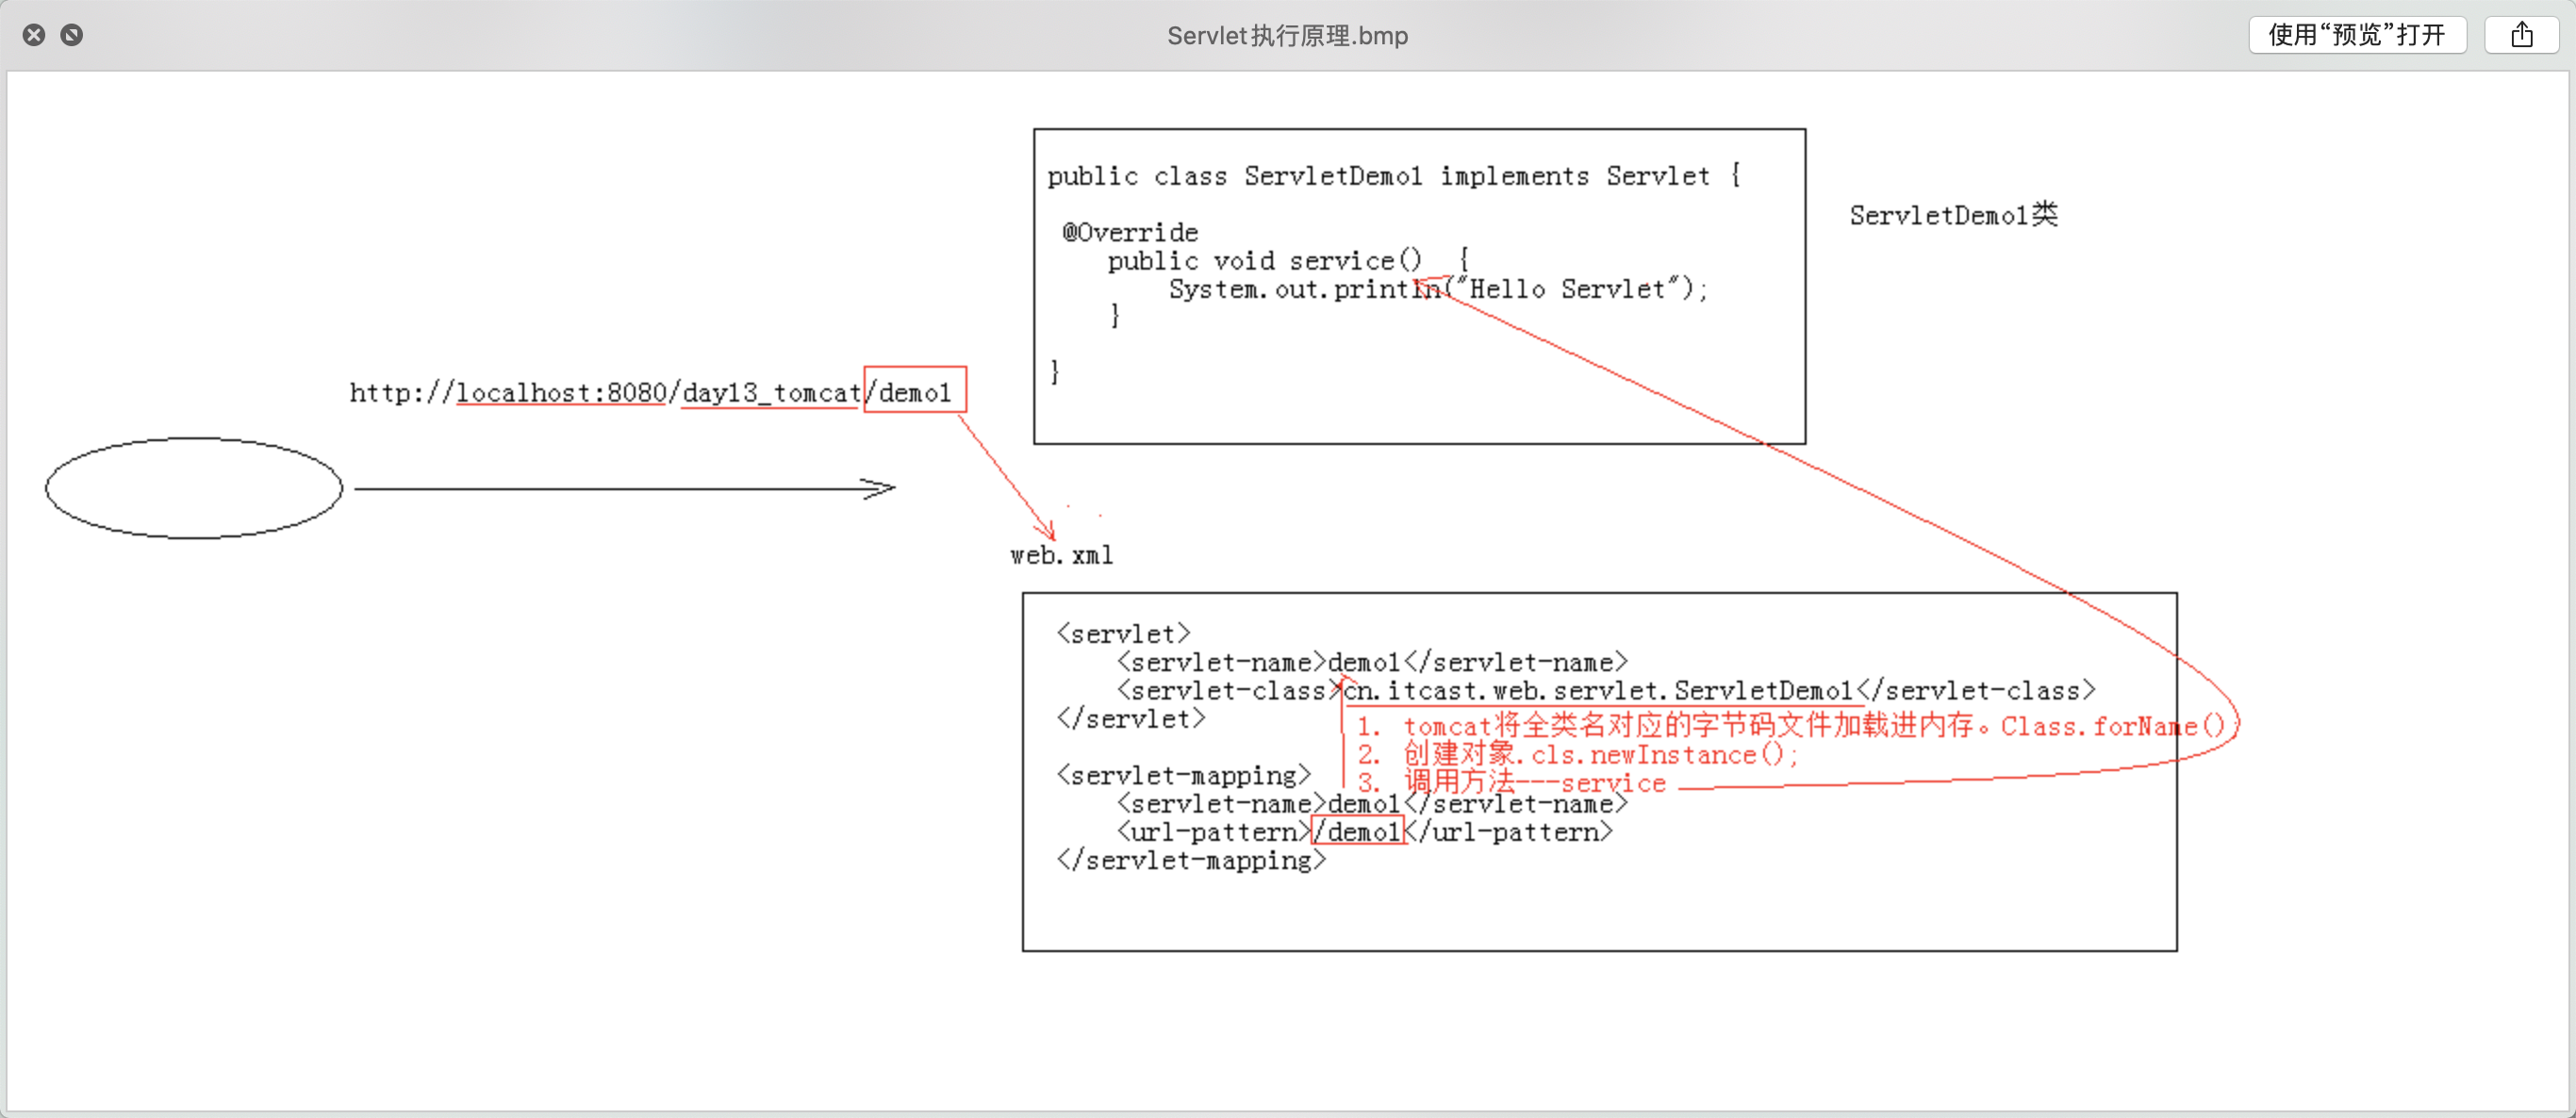 Servlet执行原理.bmp
使用“预览”打开
public class ServletDemo1 implements Servlet {
@Override
public void service() {
System.out.println("Hello Servlet");
}
}
ServletDemo1类
http://localhost:8080/day13_tomcat/demo1
web.xml
<servlet>
<servlet-name>demo1</servlet-name>
<servlet-class>cn.itcast.web.servlet.ServletDemo1</servlet-class>
</servlet>
1. tomcat将全类名对应的字节码文件加载进内存。Class.forName()
2. 创建对象.cls.newInstance();
3. 调用方法---service
<servlet-mapping>
<servlet-name>demo1</servlet-name>
<url-pattern>/demo1</url-pattern>
</servlet-mapping>